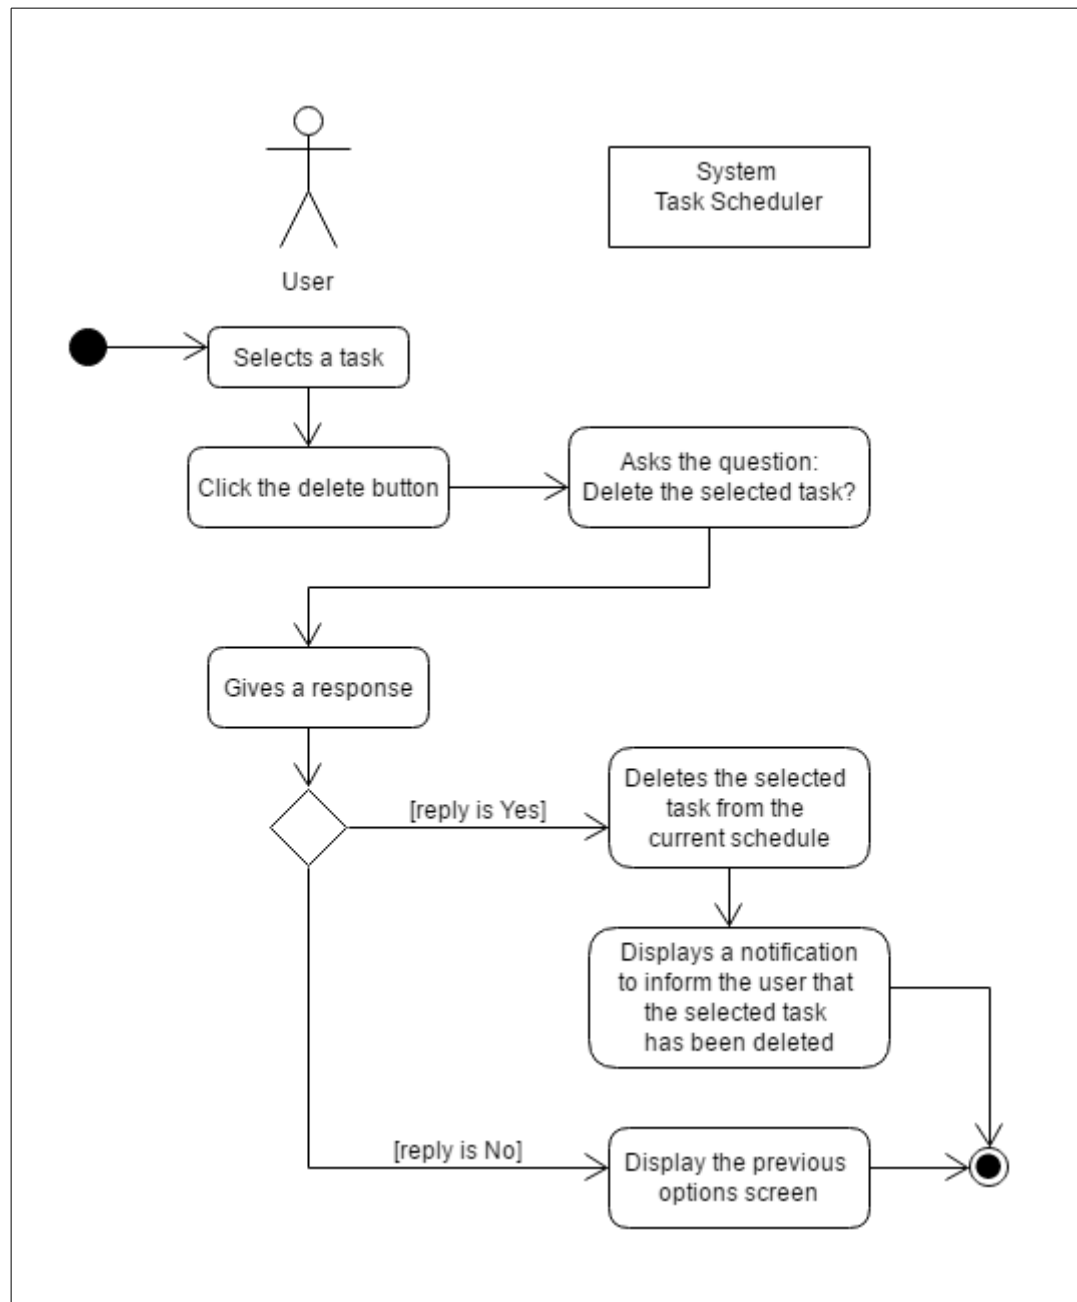 System
Task Scheduler
User
Selects a task
Click the delete button
Asks the question:
Delete the selected task?
Gives a response
[reply is Yes]
Deletes the selected
task from the
current schedule
Displays a notification
to inform the user that
the selected task
has been deleted
[reply is No]
Display the previous
options screen